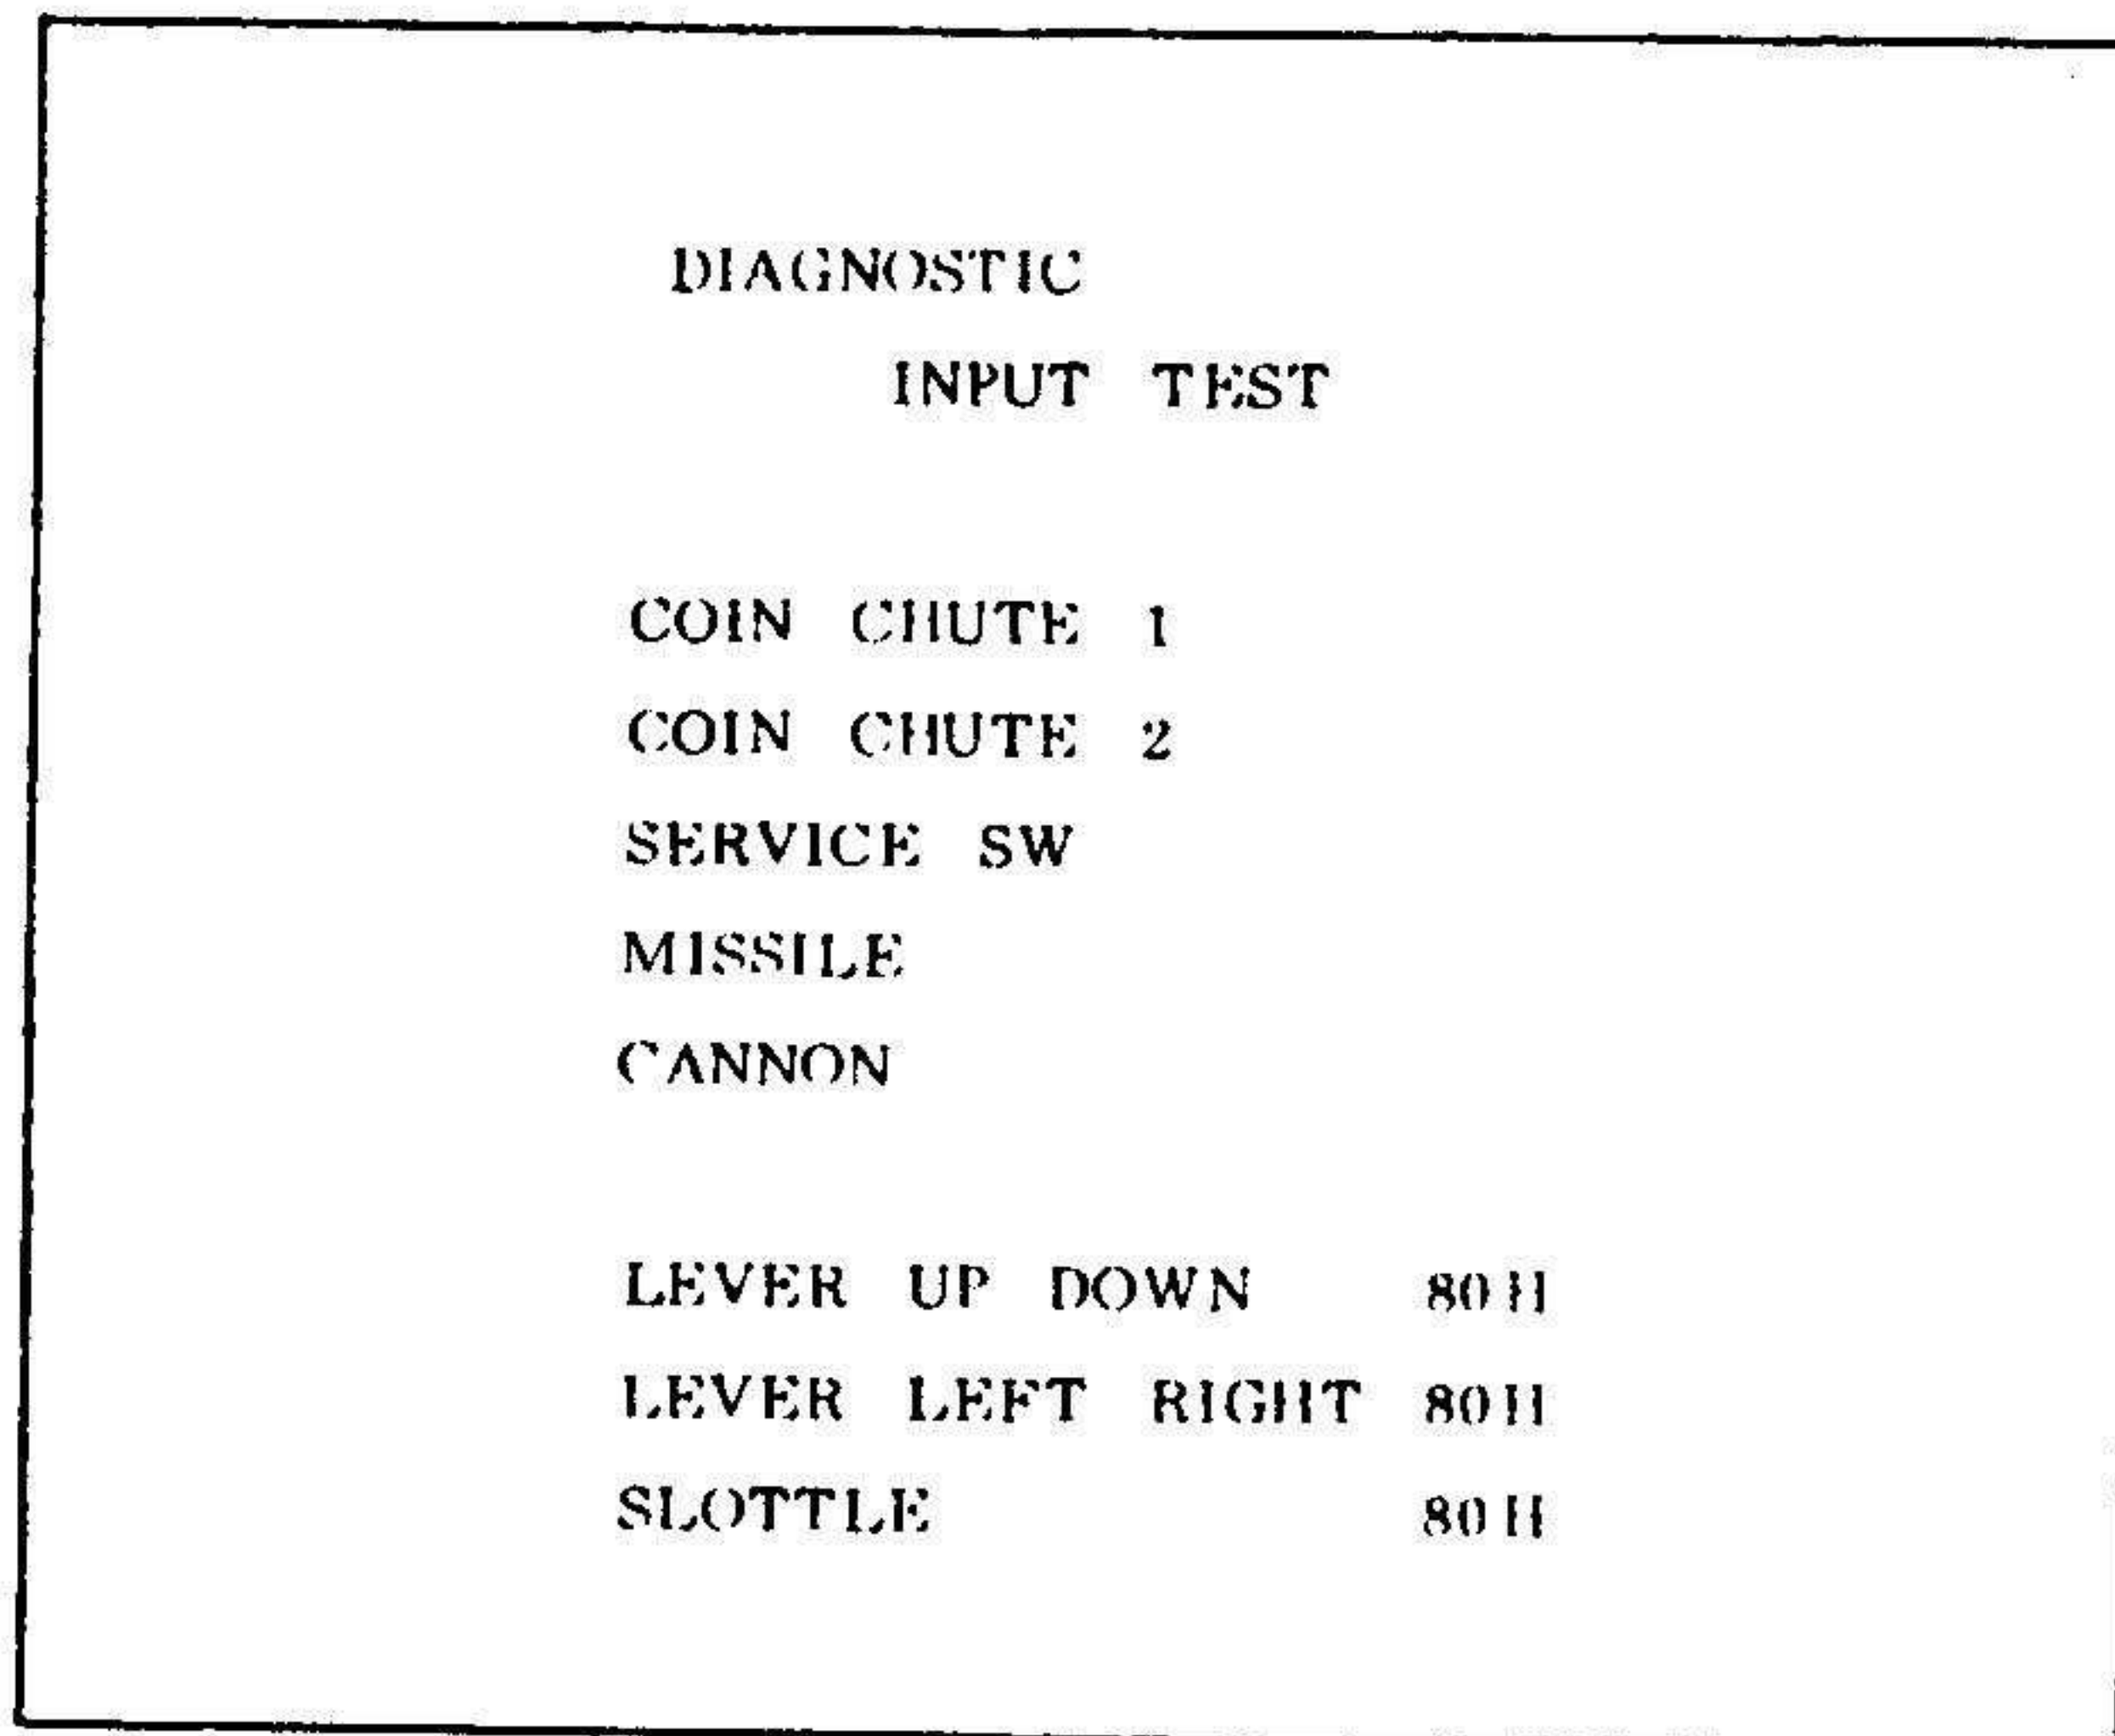 DIAGNOSTIC
INPUT TEST
COIN CHUTE 1
COIN CHUTE 2
SERVICE SW
MISSILE
CANNON
LEVER UP DOWN 80H
LEVER LEFT RIGHT 80H
SLOTTLE 80H